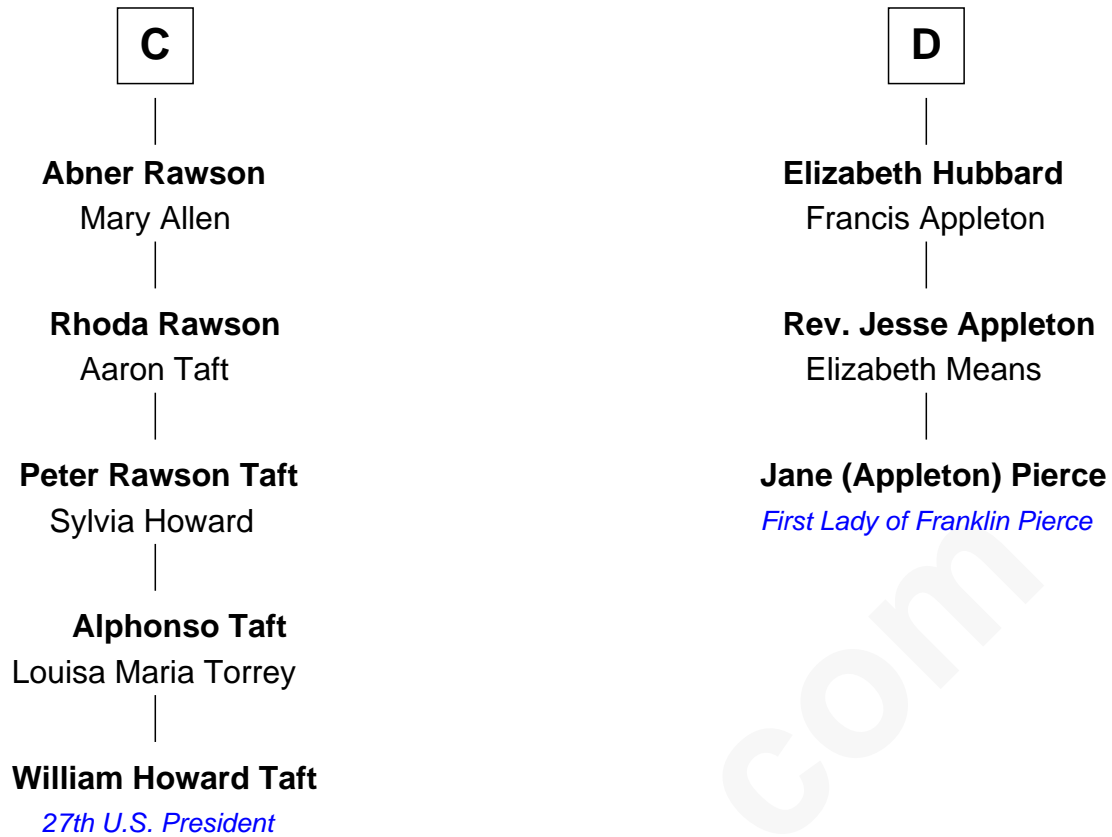 C
Abner Rawson
Mary Allen
Rhoda Rawson
Aaron Taft
Peter Rawson Taft
Sylvia Howard
Alphonso Taft
Louisa Maria Torrey
William Howard Taft
27th U.S. President
D
Elizabeth Hubbard
Francis Appleton
Rev. Jesse Appleton
Elizabeth Means
Jane (Appleton) Pierce
First Lady of Franklin Pierce
com